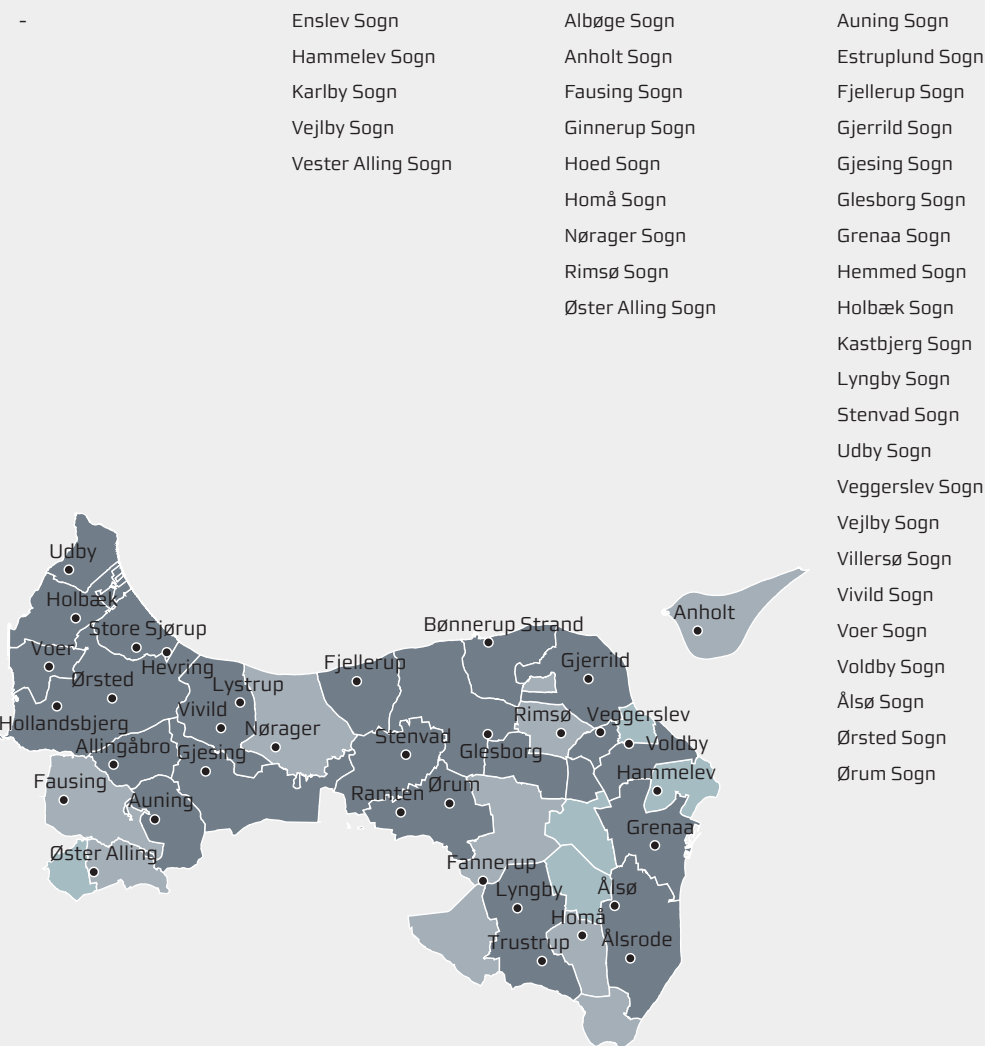 -
Enslev Sogn
Hammelev Sogn
Karlby Sogn
Vejlby Sogn
Vester Alling Sogn
Albøge Sogn
Anholt Sogn
Fausing Sogn
Ginnerup Sogn
Hoed Sogn
Homå Sogn
Nørager Sogn
Rimsø Sogn
Øster Alling Sogn
Auning Sogn
Estruplund Sogn
Fjellerup Sogn
Gjerrild Sogn
Gjesing Sogn
Glesborg Sogn
Grenaa Sogn
Hemmed Sogn
Holbæk Sogn
Kastbjerg Sogn
Lyngby Sogn
Stenvad Sogn
Udby Sogn
Veggerslev Sogn
Vejlby Sogn
Villersø Sogn
Vivild Sogn
Voer Sogn
Voldby Sogn
Ålsø Sogn
Ørsted Sogn
Ørum Sogn
Udby
Holbæk
Store Sjørup
Voer
Hevring
Ørsted
Lystrup
Hollandsbjerg
Vivild
Nørager
Allingåbro
Gjesing
Fausing
Auning
Øster Alling
Fjellerup
Bønnerup Strand
Gjerrild
Anholt
Rimsø
Veggerslev
Stenvad
Glesborg
Voldby
Hammelev
Ramten
Ørum
Grenaa
Fannerup
Lyngby
Ålsø
Homå
Trustrup
Ålsrode